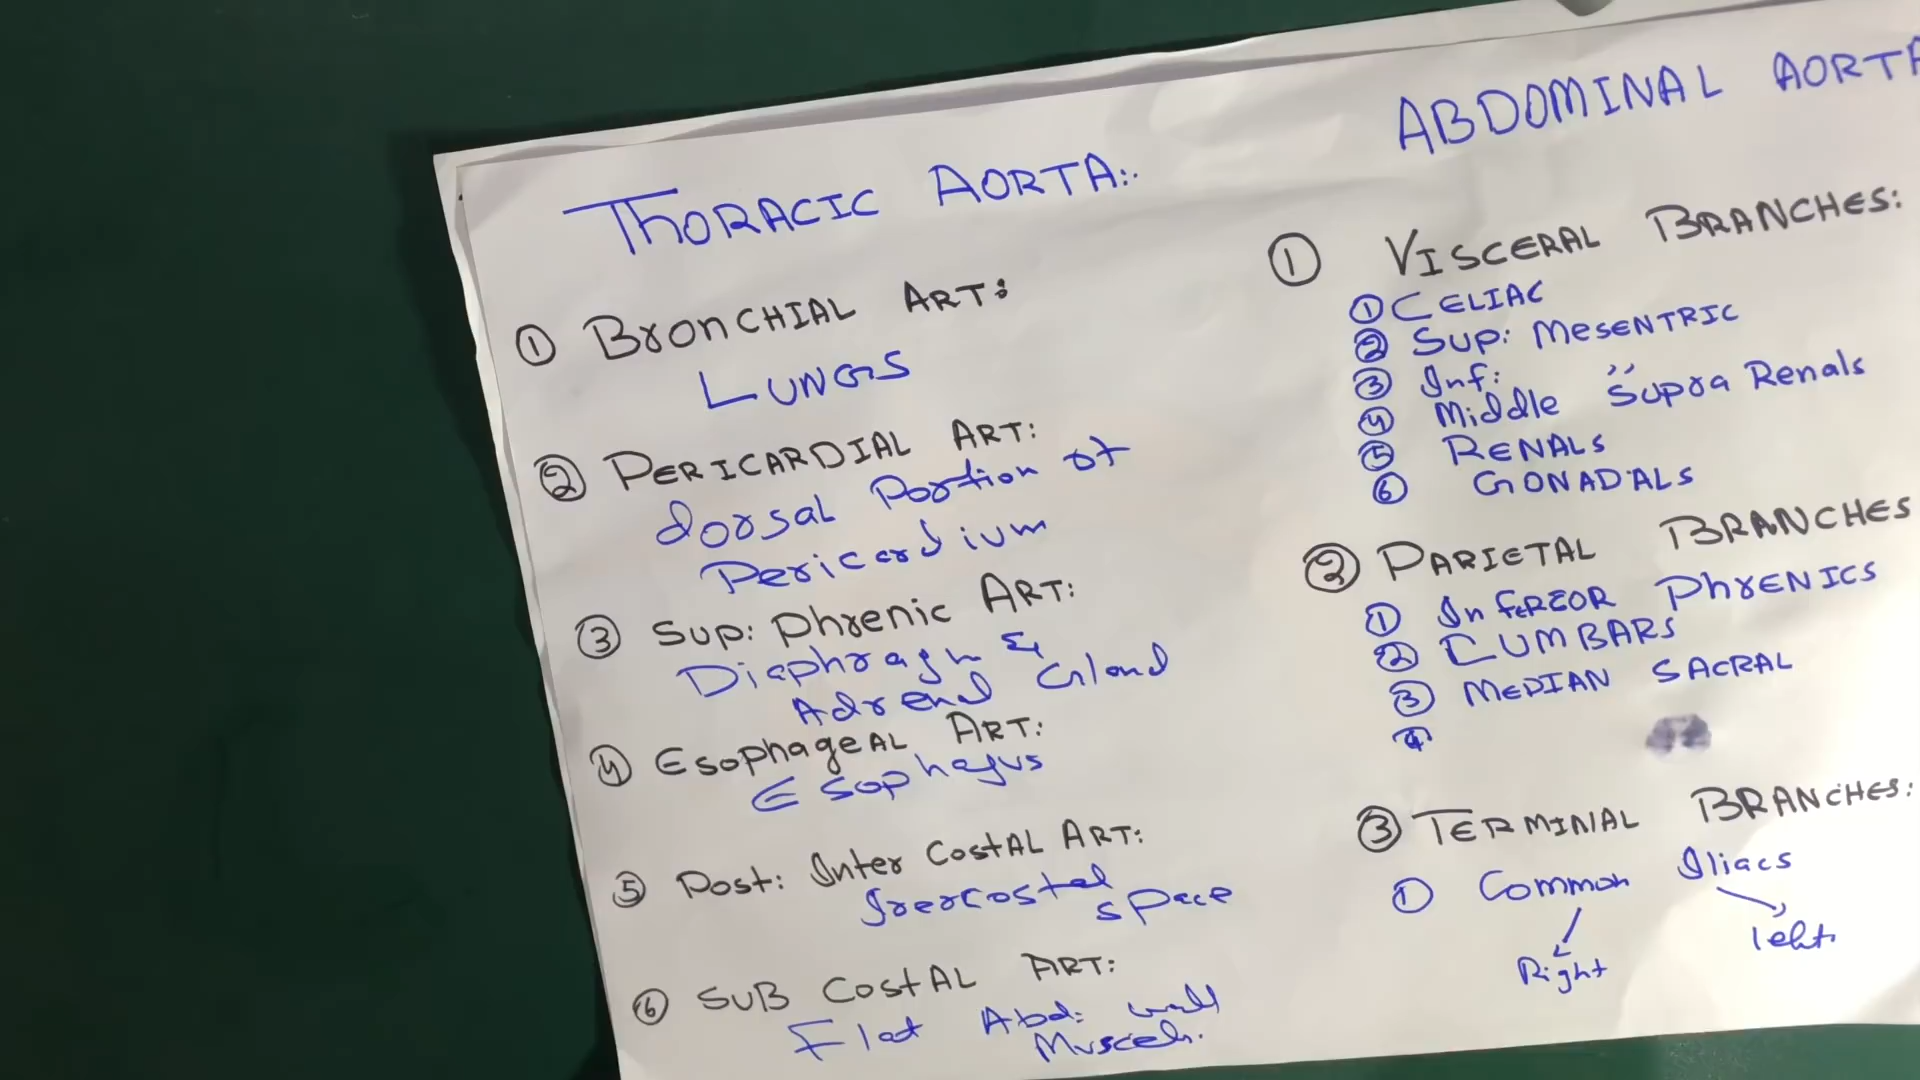 THORACIC AORTA:.
① BronCHIAL ART:
LUNGS
② PERICARDIAL ART:
dorsal Portion of
Pericardium
③ Sup: Phrenic ART:
Diaphragm &
Adrenal Gland
④ EsophageAL ART:
Esophagus
⑤ Post: Inter CostAL ART:
Irercostal
space
⑥ SUB CostAL ART:
Flat Abd: wall
Muscels.
ABDOMINAL AORTA
① VISCERAL BRANCHES:
① CELIAC
② Sup: MeSENTRIC
③ Inf: "
④ Middle Supra Renals
⑤ RENALS
⑥ GONADALS
② PARIETAL BRANCHES
① InfEREOR PhrENICS
② LUMBARS
③ MEDIAN SACRAL
④
③ TERMINAL BRANCHES:
① Common Iliacs
Right
left